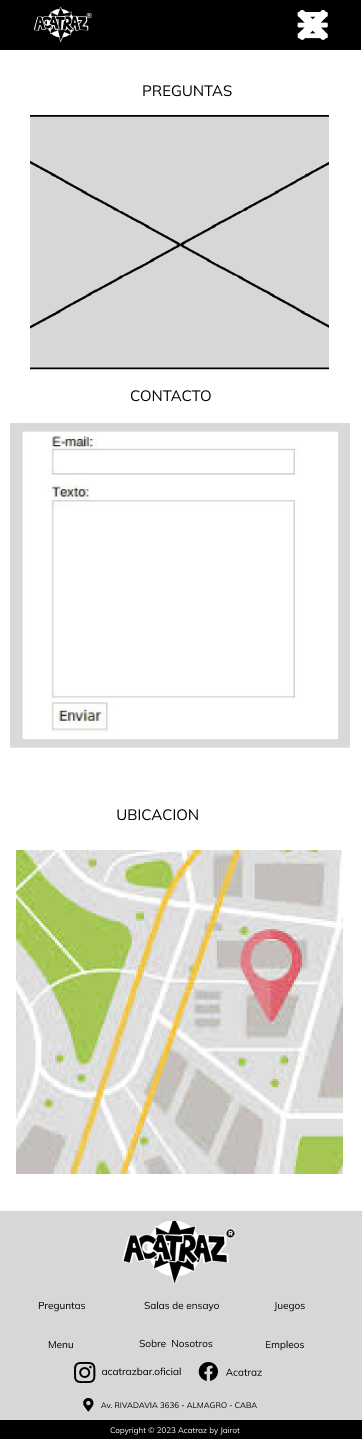 ACATRAZ®
PREGUNTAS
CONTACTO
E-mail:
Texto:
Enviar
UBICACION
ACATRAZ®
Preguntas Salas de ensayo Juegos
Menu Sobre Nosotros Empleos
acatrazbar.oficial Acatraz
Av. RIVADAVIA 3636 - ALMAGRO - CABA
Copyright © 2023 Acatraz by Jairot